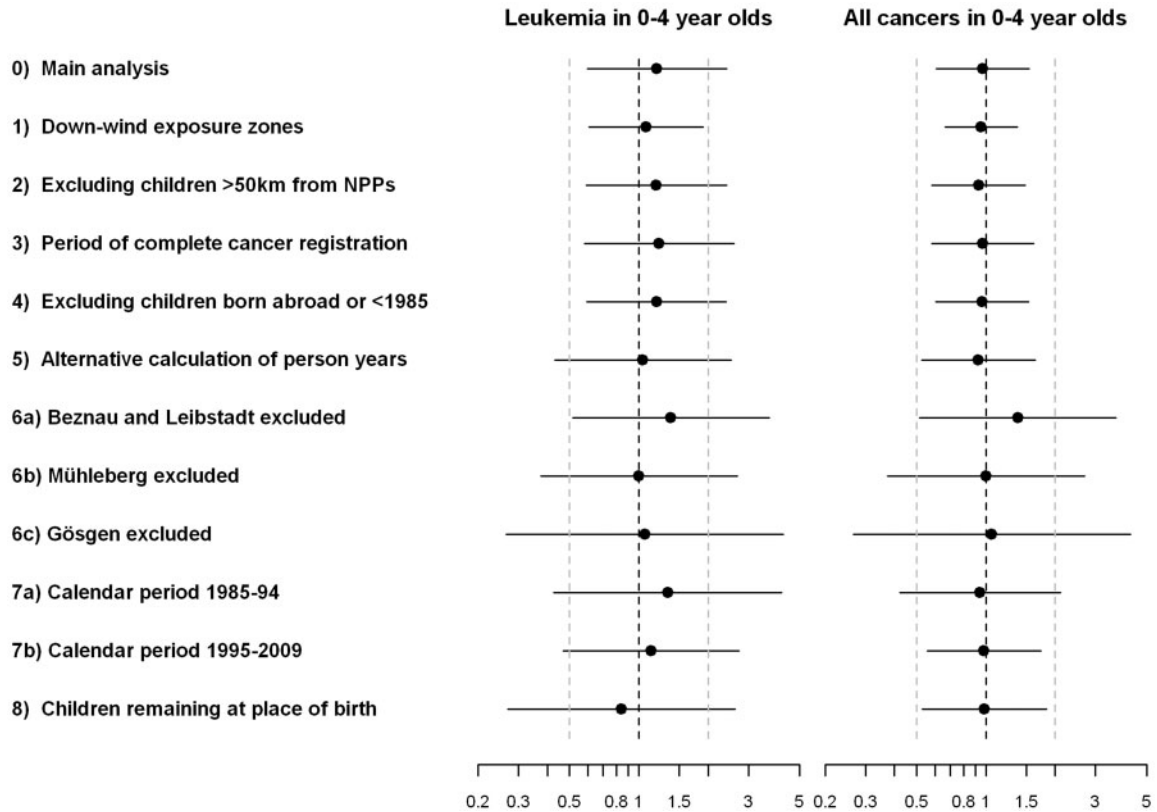 Leukemia in 0-4 year olds All cancers in 0-4 year olds
0) Main analysis
1) Down-wind exposure zones
2) Excluding children >50km from NPPs
3) Period of complete cancer registration
4) Excluding children born abroad or <1985
5) Alternative calculation of person years
6a) Beznau and Leibstadt excluded
6b) Mühleberg excluded
6c) Gösgen excluded
7a) Calendar period 1985-94
7b) Calendar period 1995-2009
8) Children remaining at place of birth
0.2 0.3 0.5 0.8 1 1.5 3 5 0.2 0.3 0.5 0.8 1 1.5 3 5